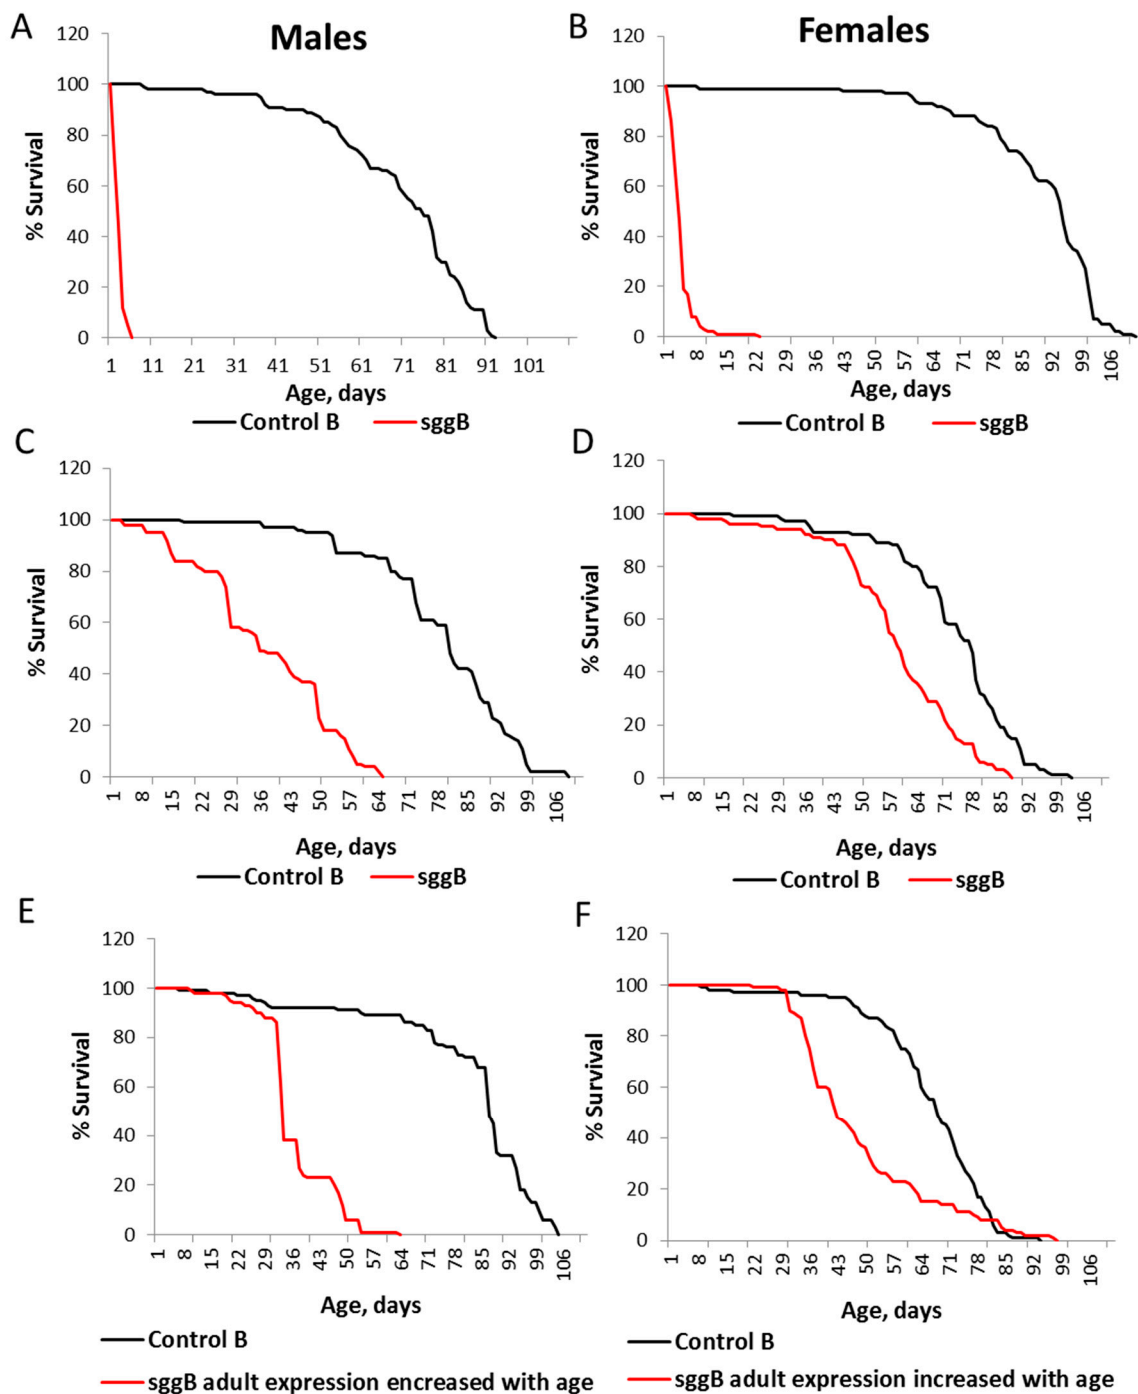 A
Males
B
Females
120
100
80
60
40
20
0
% Survival
1 11 21 31 41 51 61 71 81 91 101
Age, days
Control B sggB
120
100
80
60
40
20
0
% Survival
1 8 15 22 29 36 43 50 57 64 71 78 85 92 99 106
Age, days
Control B sggB
C
120
100
80
60
40
20
0
% Survival
1 8 15 22 29 36 43 50 57 64 71 78 85 92 99 106
Age, days
Control B sggB
D
120
100
80
60
40
20
0
% Survival
1 8 15 22 29 36 43 50 57 64 71 78 85 92 99 106
Age, days
Control B sggB
E
120
100
80
60
40
20
0
% Survival
1 8 15 22 29 36 43 50 57 64 71 78 85 92 99 106
Age, days
Control B
sggB adult expression encreased with age
F
120
100
80
60
40
20
0
% Survival
1 8 15 22 29 36 43 50 57 64 71 78 85 92 99 106
Age, days
Control B
sggB adult expression increased with age